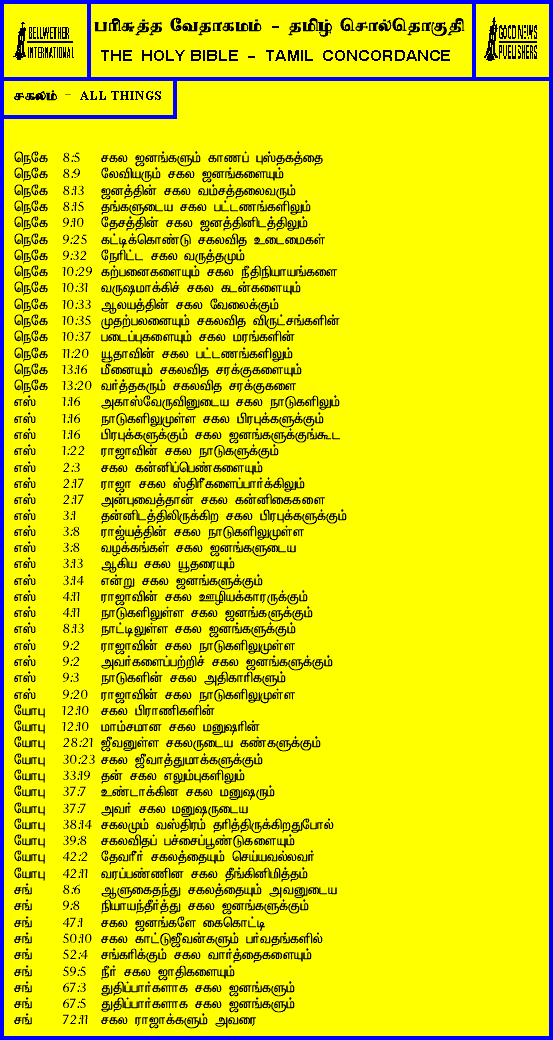 BELLWETHER
INTERNATIONAL
பரிசுத்த வேதாகமம் - தமிழ் சொல்தொகுதி
THE HOLY BIBLE - TAMIL CONCORDANCE
GOOD NEWS
PUBLISHERS
சகலம் - ALL THINGS
நெகே 8:5 சகல ஜனங்களும் காணப் புஸ்தகத்தை
நெகே 8:9 லேவியரும் சகல ஜனங்களையும்
நெகே 8:13 ஜனத்தின் சகல வம்சத்தலைவரும்
நெகே 8:15 தங்களுடைய சகல பட்டணங்களிலும்
நெகே 9:10 தேசத்தின் சகல ஜனத்தினிடத்திலும்
நெகே 9:25 கட்டிக்கொண்டு சகலவித உடைமைகள்
நெகே 9:32 நேரிட்ட சகல வருத்தமும்
நெகே 10:29 கற்பனைகளையும் சகல நீதிநியாயங்களை
நெகே 10:31 வருஷமாக்கிச் சகல கடன்களையும்
நெகே 10:33 ஆலயத்தின் சகல வேலைக்கும்
நெகே 10:35 முதற்பலனையும் சகலவித விருட்சங்களின்
நெகே 10:37 படைப்புகளையும் சகல மரங்களின்
நெகே 11:20 யூதாவின் சகல பட்டணங்களிலும்
நெகே 13:16 மீனையும் சகலவித சரக்குகளையும்
நெகே 13:20 வர்த்தகரும் சகலவித சரக்குகளை
எஸ் 1:16 அகாஸ்வேருவினுடைய சகல நாடுகளிலும்
எஸ் 1:16 நாடுகளிலுமுள்ள சகல பிரபுக்களுக்கும்
எஸ் 1:16 பிரபுக்களுக்கும் சகல ஜனங்களுக்குங்கூட
எஸ் 1:22 ராஜாவின் சகல நாடுகளுக்கும்
எஸ் 2:3 சகல கன்னிப்பெண்களையும்
எஸ் 2:17 ராஜா சகல ஸ்திரீகளைப்பார்க்கிலும்
எஸ் 2:17 அன்புவைத்தான் சகல கன்னிகைகளை
எஸ் 3:1 தன்னிடத்திலிருக்கிற சகல பிரபுக்களுக்கும்
எஸ் 3:8 ராஜ்யத்தின் சகல நாடுகளிலுமுள்ள
எஸ் 3:8 வழக்கங்கள் சகல ஜனங்களுடைய
எஸ் 3:13 ஆகிய சகல யூதரையும்
எஸ் 3:14 என்று சகல ஜனங்களுக்கும்
எஸ் 4:11 ராஜாவின் சகல ஊழியக்காரருக்கும்
எஸ் 4:11 நாடுகளிலுள்ள சகல ஜனங்களுக்கும்
எஸ் 8:13 நாட்டிலுள்ள சகல ஜனங்களுக்கும்
எஸ் 9:2 ராஜாவின் சகல நாடுகளிலுமுள்ள
எஸ் 9:2 அவர்களைப்பற்றிச் சகல ஜனங்களுக்கும்
எஸ் 9:3 நாடுகளின் சகல அதிகாரிகளும்
எஸ் 9:20 ராஜாவின் சகல நாடுகளிலுமுள்ள
யோபு 12:10 சகல பிராணிகளின்
யோபு 12:10 மாம்சமான சகல மனுஷரின்
யோபு 28:21 ஜீவனுள்ள சகலருடைய கண்களுக்கும்
யோபு 30:23 சகல ஜீவாத்துமாக்களுக்கும்
யோபு 33:19 தன் சகல எலும்புகளிலும்
யோபு 37:7 உண்டாக்கின சகல மனுஷரும்
யோபு 37:7 அவர் சகல மனுஷருடைய
யோபு 38:14 சகலமும் வஸ்திரம் தரித்திருக்கிறதுபோல்
யோபு 39:8 சகலவிதப் பச்சைப்பூண்டுகளையும்
யோபு 42:2 தேவரீர் சகலத்தையும் செய்யவல்லவர்
யோபு 42:11 வரப்பண்ணின சகல தீங்கினிமித்தம்
சங் 8:6 ஆளுகைதந்து சகலத்தையும் அவனுடைய
சங் 9:8 நியாயந்தீர்த்து சகல ஜனங்களுக்கும்
சங் 47:1 சகல ஜனங்களே கைகொட்டி
சங் 50:10 சகல காட்டுஜீவன்களும் பர்வதங்களில்
சங் 52:4 சங்கரிக்கும் சகல வார்த்தைகளையும்
சங் 59:5 நீர் சகல ஜாதிகளையும்
சங் 67:3 துதிப்பார்களாக சகல ஜனங்களும்
சங் 67:5 துதிப்பார்களாக சகல ஜனங்களும்
சங் 72:11 சகல ராஜாக்களும் அவரை